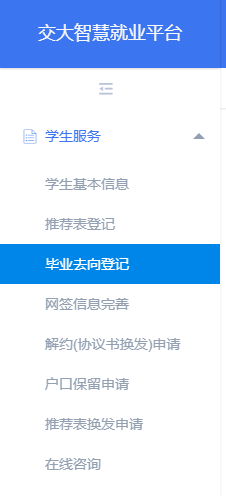 交大智慧就业平台
学生服务
学生基本信息
推荐表登记
毕业去向登记
网签信息完善
解约(协议书换发)申请
户口保留申请
推荐表换发申请
在线咨询